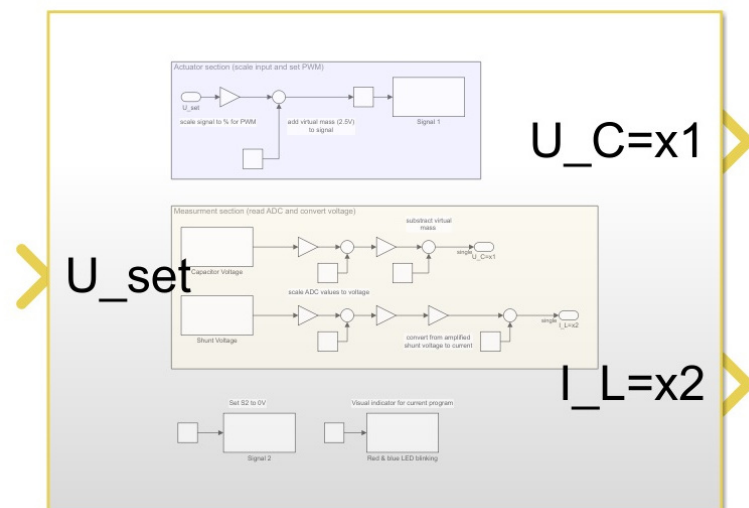 Actuator section (scale input and set PWM)
U_set
scale signal to % for PWM
add virtual mass (2.5V)
to signal
Signal 1
U_C=x1
Measurment section (read ADC and convert voltage)
substract virtual
mass
single
U_C=x1
Capacitor Voltage
U_set
scale ADC values to voltage
single
I_L=x2
Shunt Voltage
convert from amplified
shunt voltage to current
I_L=x2
Set S2 to 0V
Visual indicator for current program
Signal 2
Red & blue LED blinking